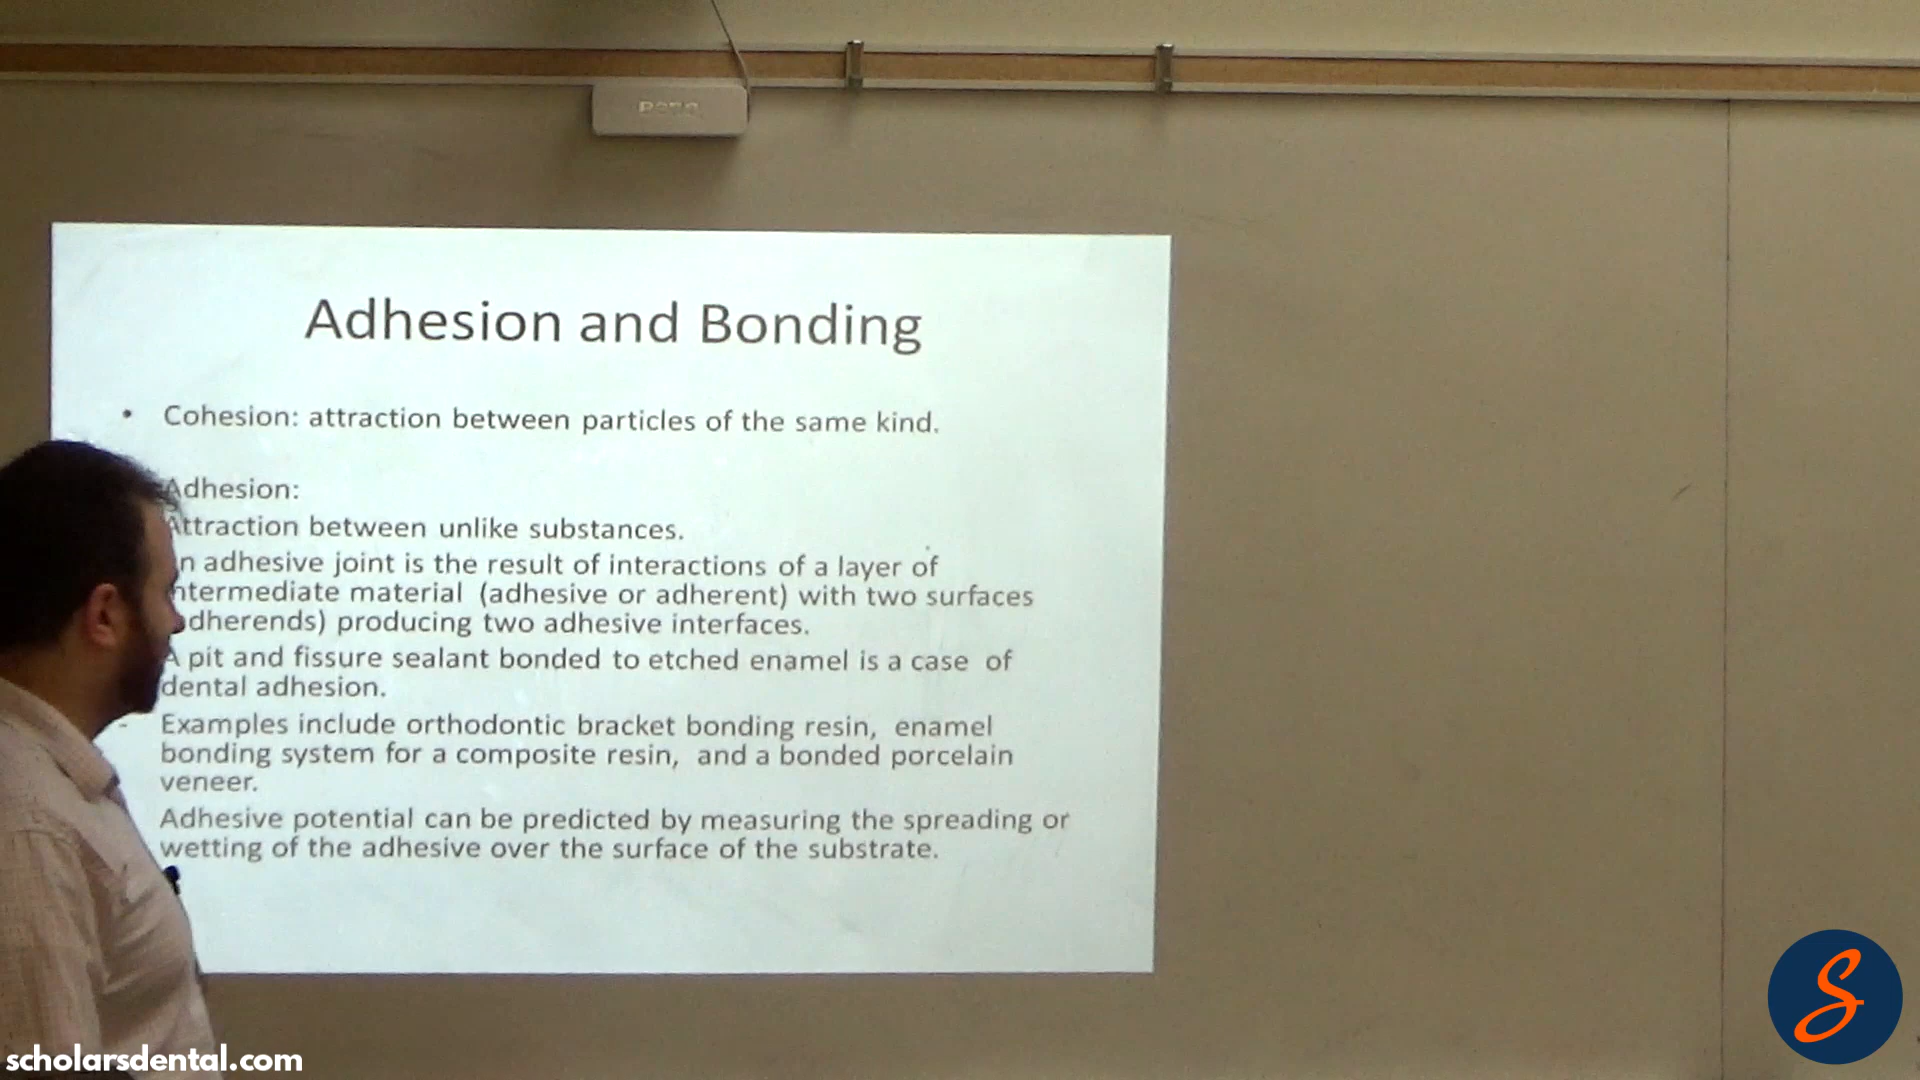 Adhesion and Bonding
• Cohesion: attraction between particles of the same kind.
Adhesion:
Attraction between unlike substances.
n adhesive joint is the result of interactions of a layer of
ntermediate material (adhesive or adherent) with two surfaces
dherends) producing two adhesive interfaces.
A pit and fissure sealant bonded to etched enamel is a case of
dental adhesion.
- Examples include orthodontic bracket bonding resin, enamel
bonding system for a composite resin, and a bonded porcelain
veneer.
Adhesive potential can be predicted by measuring the spreading or
wetting of the adhesive over the surface of the substrate.
scholarsdental.com
S